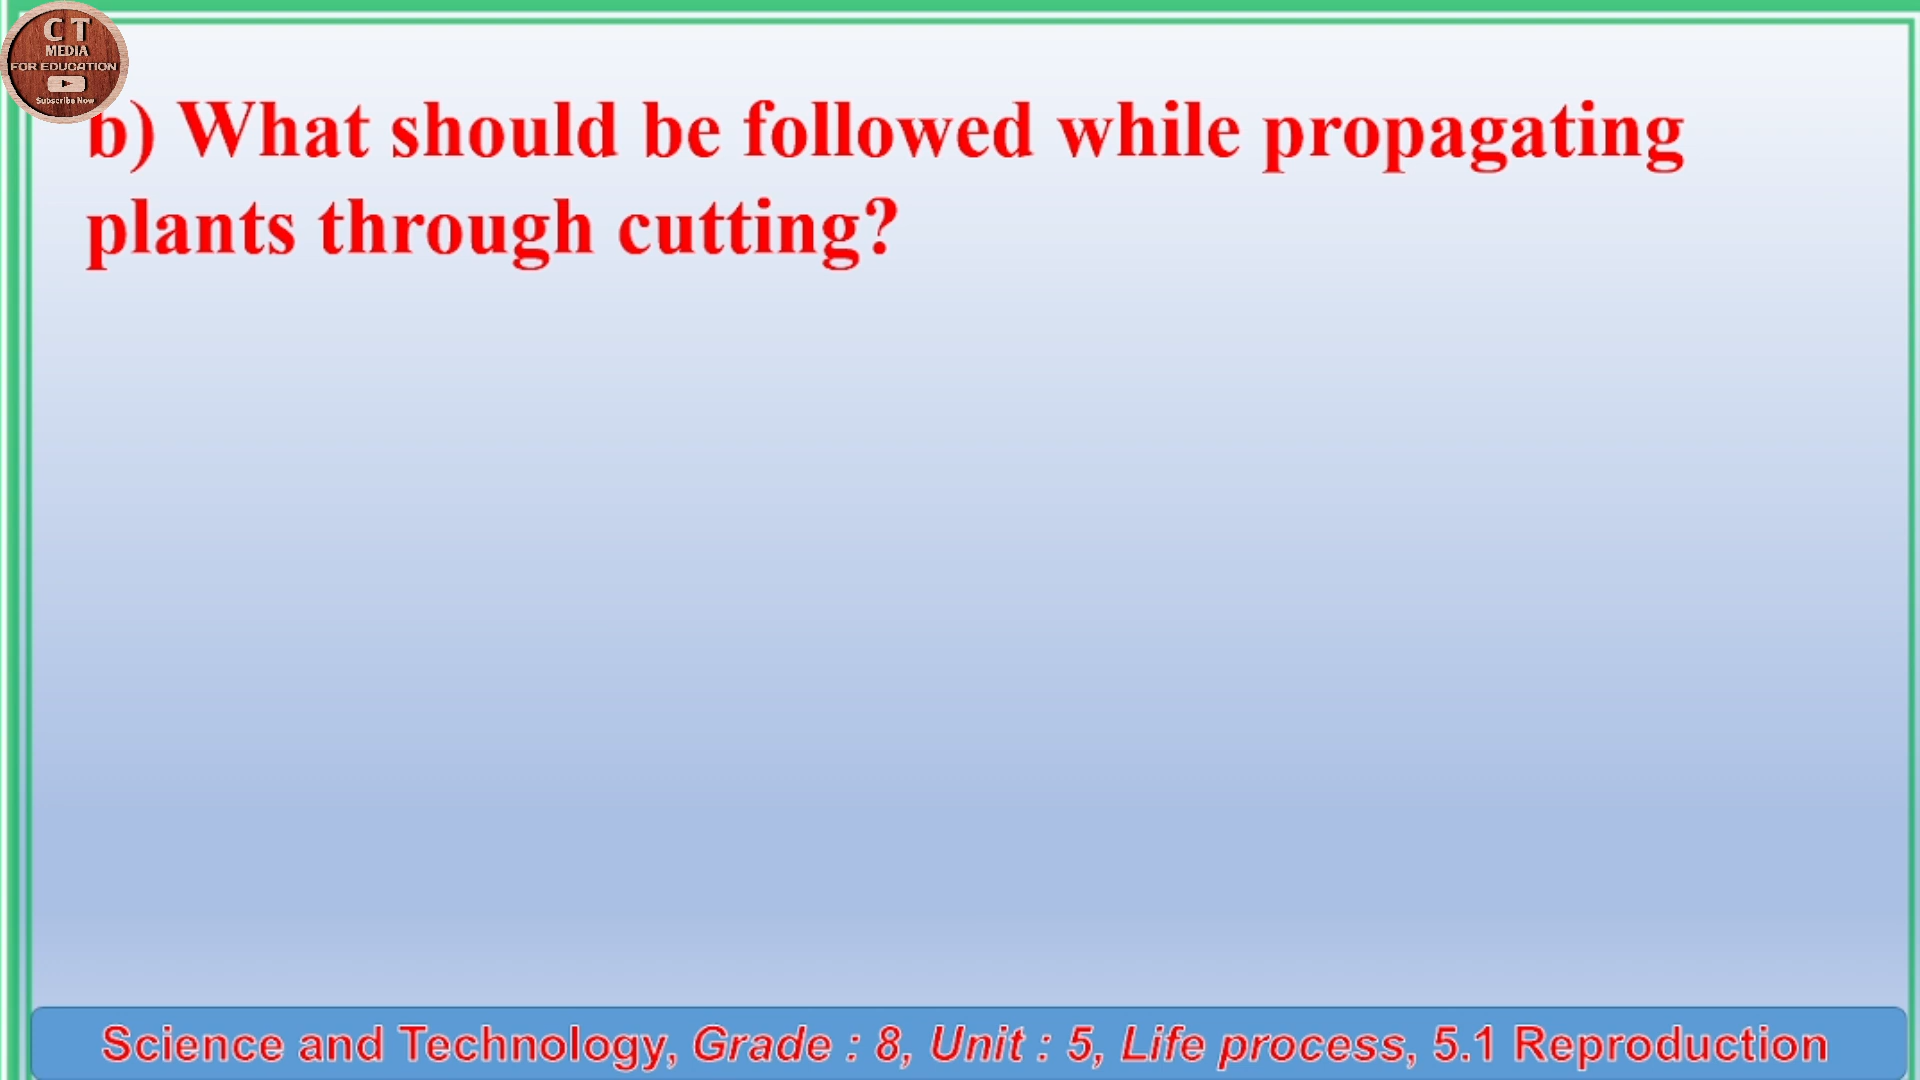 C T
MEDIA
FOR EDUCATION
Subscribe Now
b) What should be followed while propagating
plants through cutting?
Science and Technology, Grade : 8, Unit : 5, Life process, 5.1 Reproduction